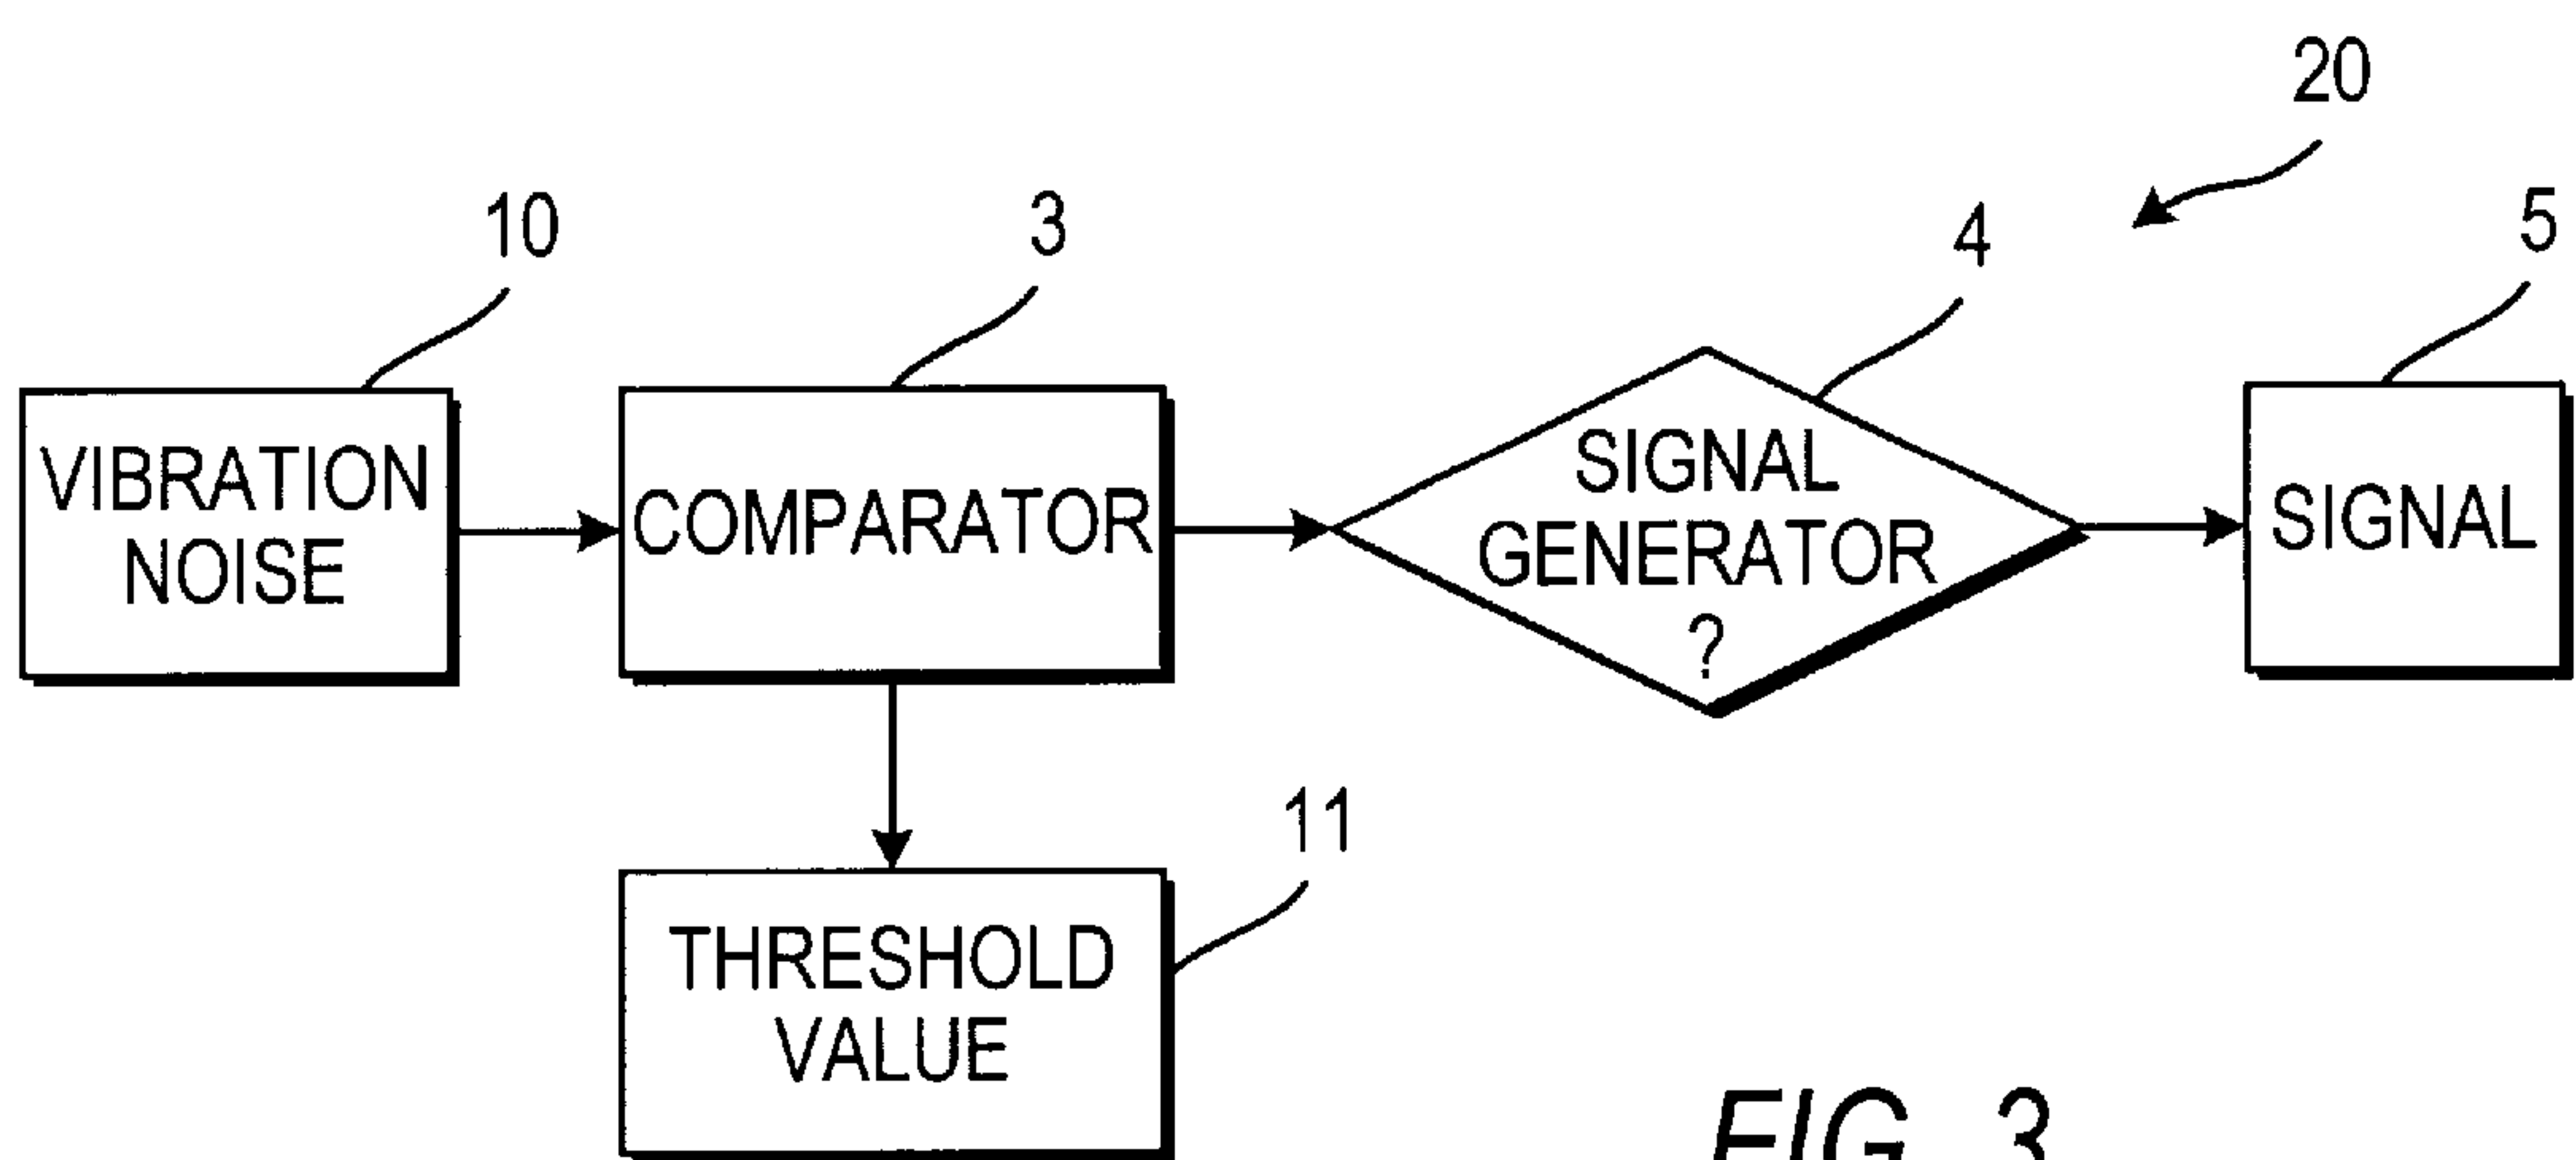 20
10
3
4
5
VIBRATION
NOISE
COMPARATOR
SIGNAL
GENERATOR
?
SIGNAL
11
THRESHOLD
VALUE
FIG. 3